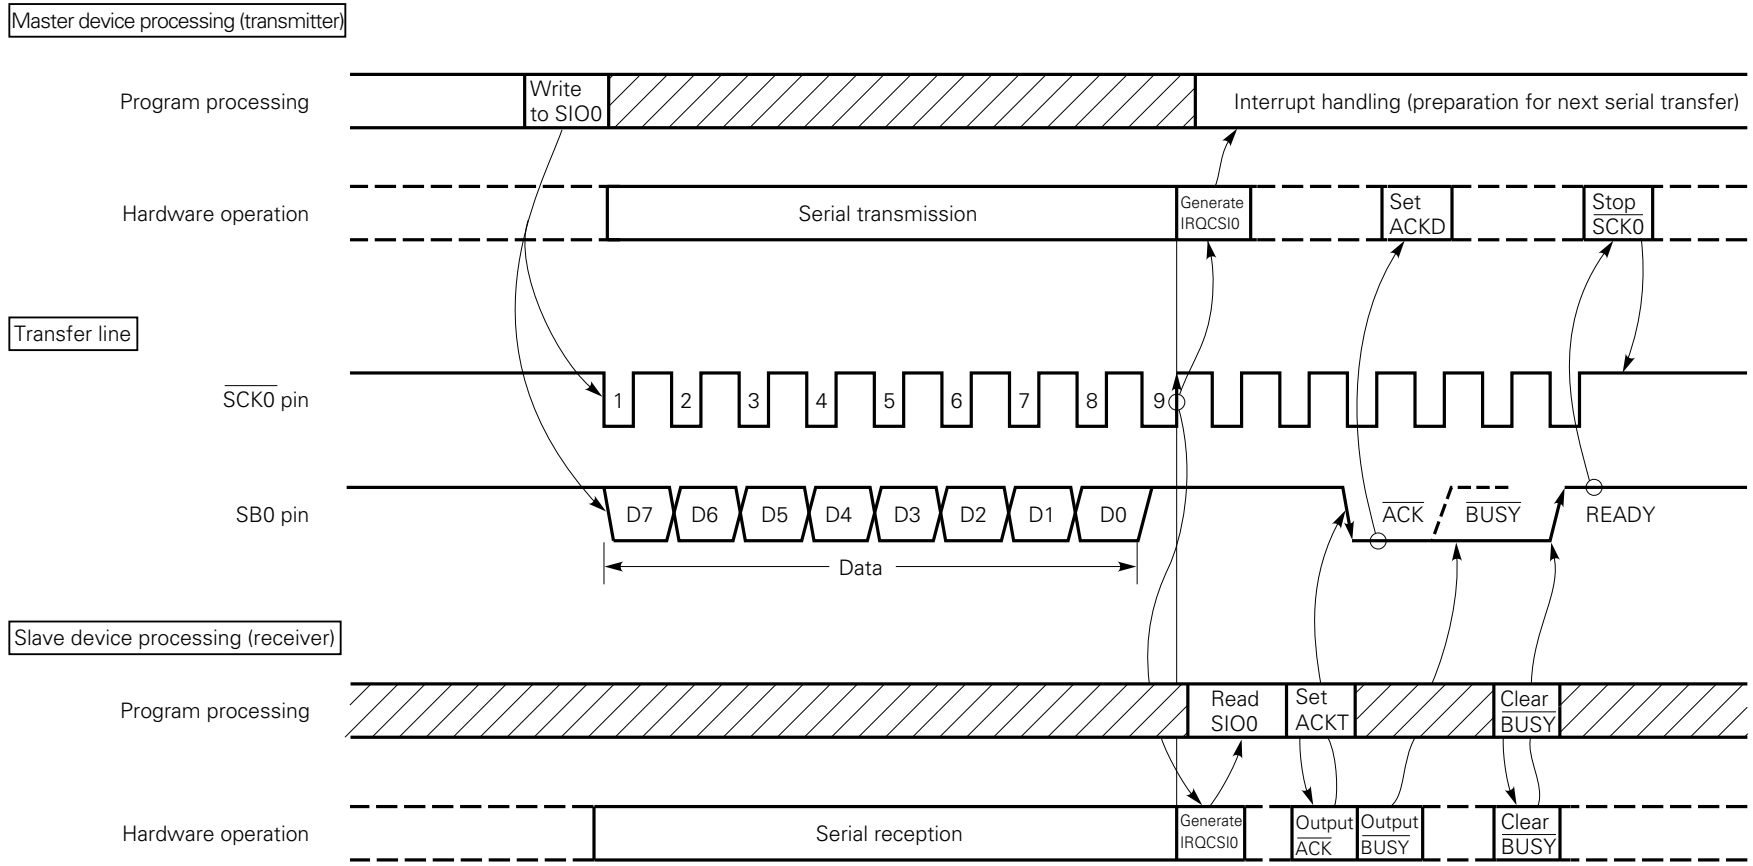 Master device processing (transmitter)
Program processing
Write
to SIO0
Interrupt handling (preparation for next serial transfer)
Hardware operation
Serial transmission
Generate
IRQCSI0
Set
ACKD
Stop
SCK0
Transfer line
SCK0 pin
1 2 3 4 5 6 7 8 9
SB0 pin
D7 D6 D5 D4 D3 D2 D1 D0
ACK
BUSY
READY
Data
Slave device processing (receiver)
Program processing
Read
SIO0
Set
ACKT
Clear
BUSY
Hardware operation
Serial reception
Generate
IRQCSI0
Output
ACK
Output
BUSY
Clear
BUSY